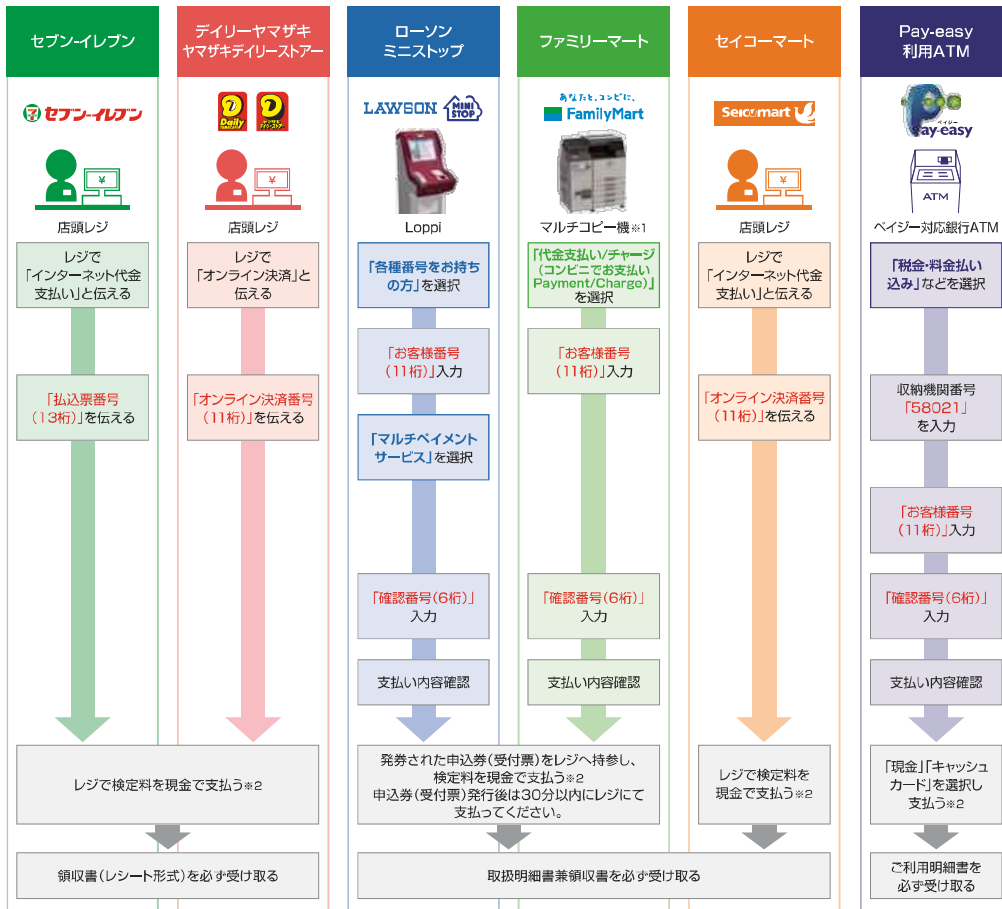 セブン-イレブン
デイリーヤマザキ
ヤマザキデイリーストアー
ローソン
ミニストップ
ファミリーマート
セイコーマート
Pay-easy
利用ATM
セブン-イレブン
Daily
LAWSON
MINI
STOP
あなたと、コンビに、
FamilyMart
Seicomart
ペイジー
Pay-easy
¥
¥
¥
ATM
店頭レジ
店頭レジ
Loppi
マルチコピー機※1
店頭レジ
ペイジー対応銀行ATM
レジで
「インターネット代金
支払い」と伝える
「払込票番号
(13桁)」を伝える
レジで
「オンライン決済」と
伝える
「オンライン決済番号
(11桁)」を伝える
「各種番号をお持ち
の方」を選択
「お客様番号
(11桁)」入力
「マルチペイメント
サービス」を選択
「確認番号(6桁)」
入力
支払い内容確認
「代金支払い/チャージ
(コンビニでお支払い
Payment/Charge)」
を選択
「お客様番号
(11桁)」入力
「確認番号(6桁)」
入力
支払い内容確認
レジで
「インターネット代金
支払い」と伝える
「オンライン決済番号
(11桁)」を伝える
「税金・料金払い
込み」などを選択
収納機関番号
「58021」
を入力
「お客様番号
(11桁)」入力
「確認番号(6桁)」
入力
支払い内容確認
レジで検定料を現金で支払う※2
発券された申込券(受付票)をレジへ持参し、
検定料を現金で支払う※2
申込券(受付票)発行後は30分以内にレジにて
支払ってください。
レジで検定料を
現金で支払う※2
「現金」「キャッシュ
カード」を選択し
支払う※2
領収書(レシート形式)を必ず受け取る
取扱明細書兼領収書を必ず受け取る
ご利用明細書を
必ず受け取る